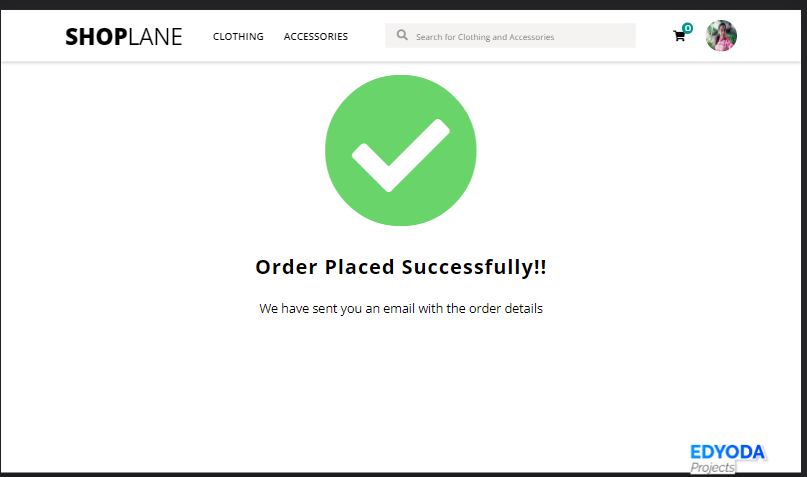 SHOPLANE CLOTHING ACCESSORIES Search for Clothing and Accessories 0
Order Placed Successfully!!
We have sent you an email with the order details
EDYODA
Projects